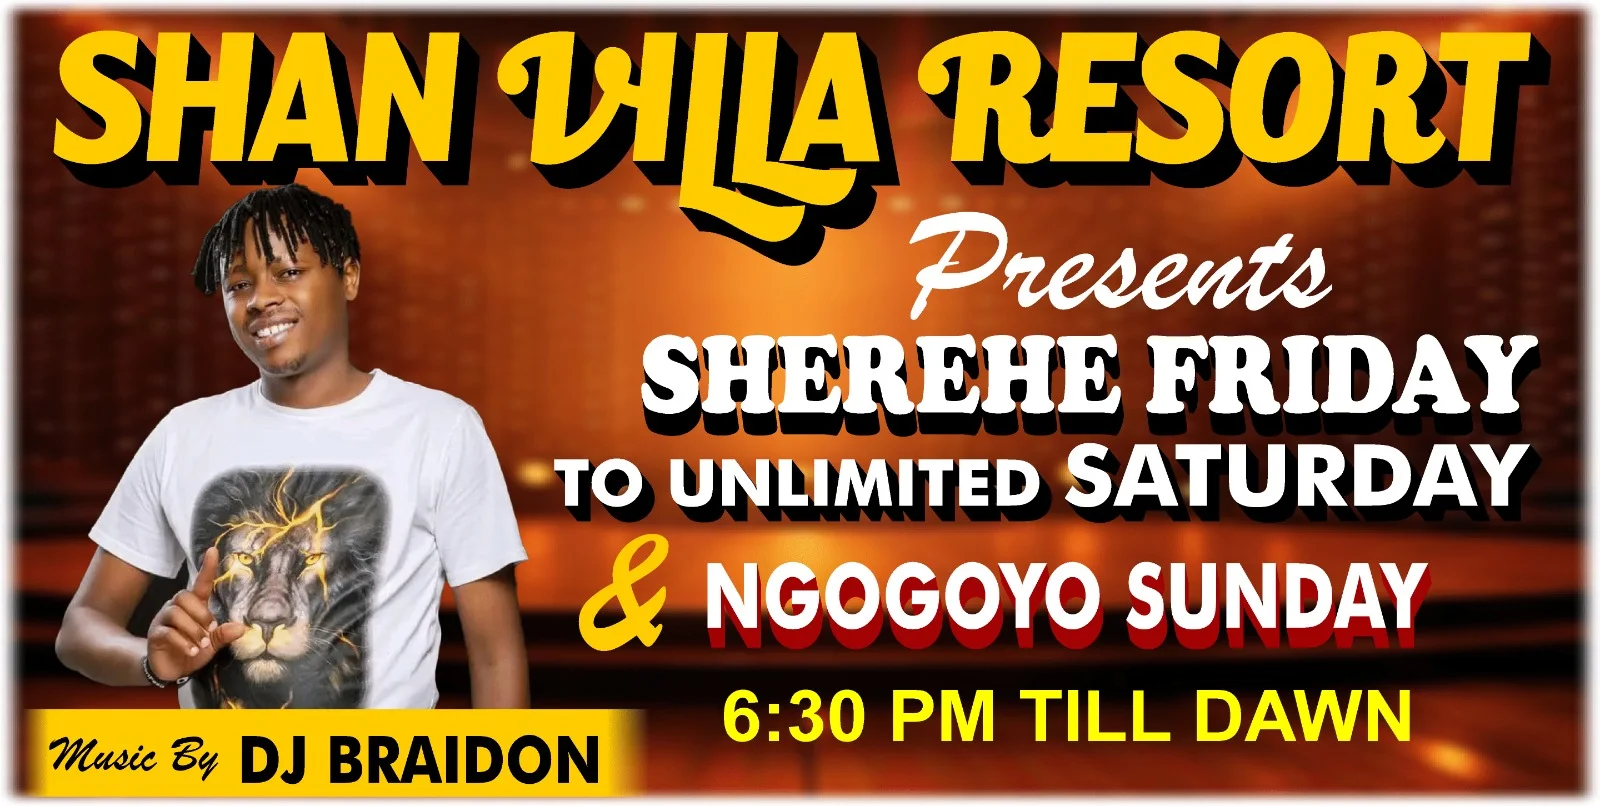 SHAN VILLA RESORT
Presents
SHEREHE FRIDAY
TO UNLIMITED SATURDAY
& NGOGOYO SUNDAY
6:30 PM TILL DAWN
Music By DJ BRAIDON